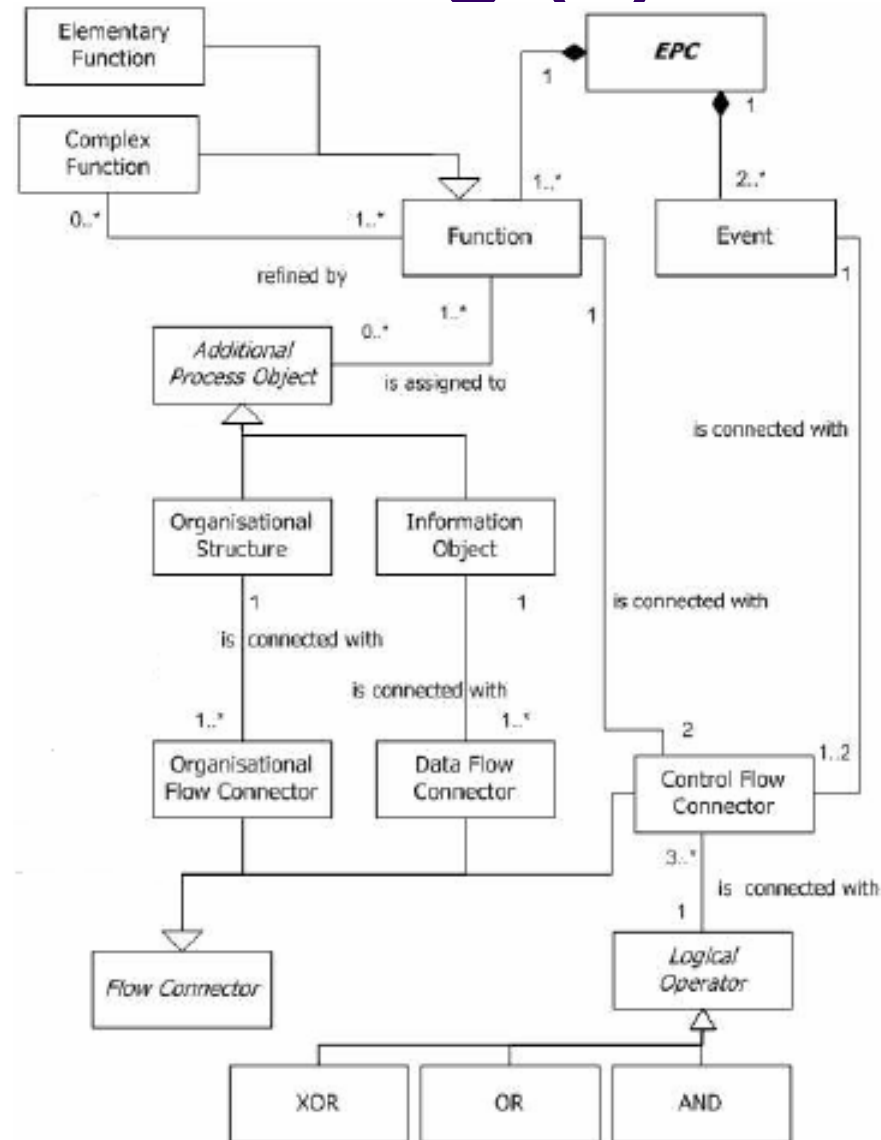 Elementary
Function
EPC
1
1
Complex
Function
1..*
2..*
0..*
1..*
Function
Event
refined by
1
1
1..*
0..*
Additional
Process Object
is assigned to
is connected with
Organisational
Structure
Information
Object
1
1
is connected with
is connected with
is connected with
1..*
1..*
2
1..2
Organisational
Flow Connector
Data Flow
Connector
Control Flow
Connector
3..*
is connected with
1
Flow Connector
Logical
Operator
XOR
OR
AND